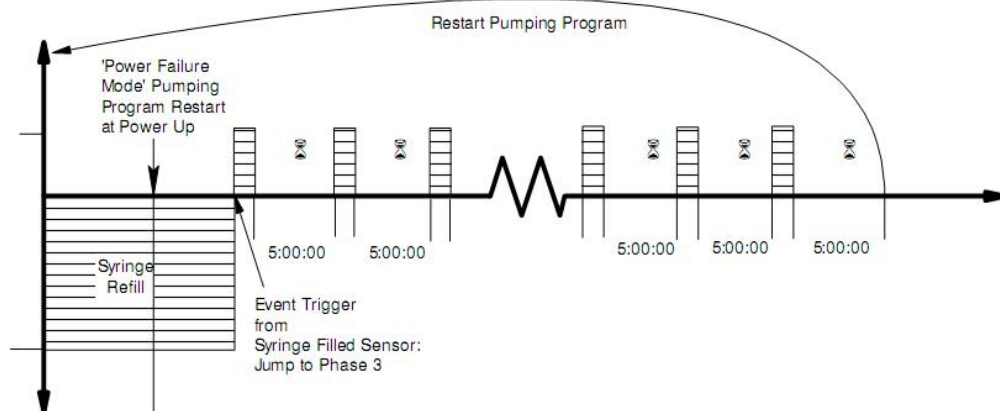 Restart Pumping Program
'Power Failure
Mode' Pumping
Program Restart
at Power Up
5:00:00
5:00:00
5:00:00
5:00:00
5:00:00
Syringe
Refill
Event Trigger
from
Syringe Filled Sensor:
Jump to Phase 3